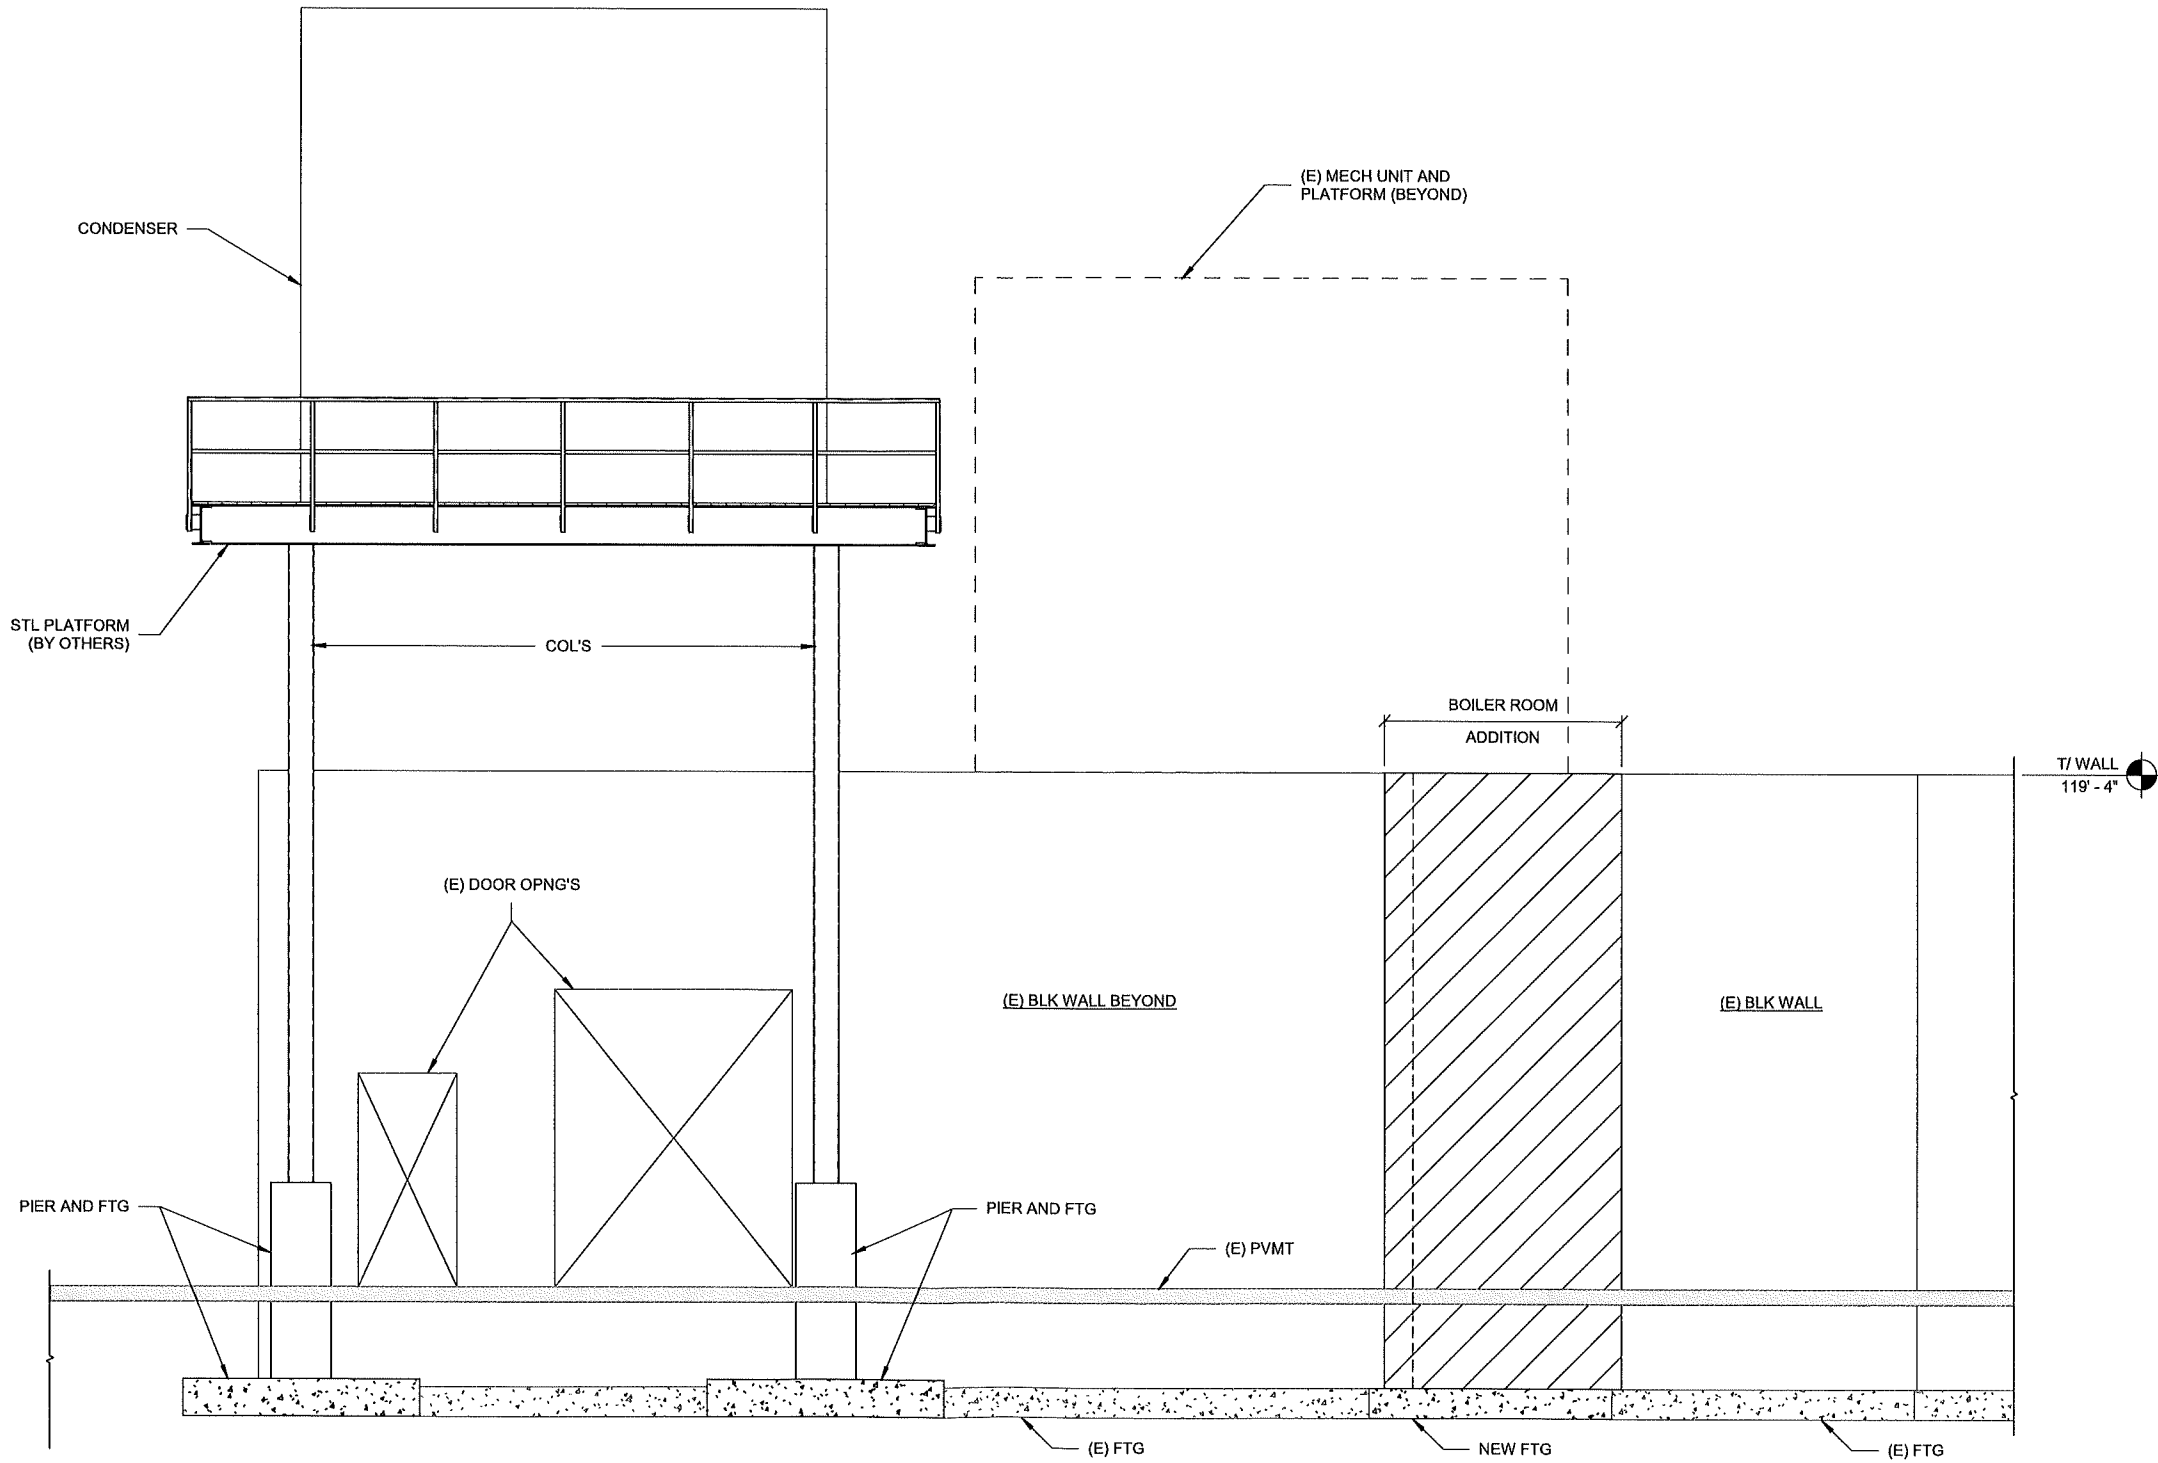 (E) MECH UNIT AND
PLATFORM (BEYOND)
CONDENSER
STL PLATFORM
(BY OTHERS)
COL'S
BOILER ROOM
ADDITION
T/ WALL
119' - 4"
(E) DOOR OPNG'S
(E) BLK WALL BEYOND
(E) BLK WALL
PIER AND FTG
PIER AND FTG
(E) PVMT
(E) FTG
NEW FTG
(E) FTG